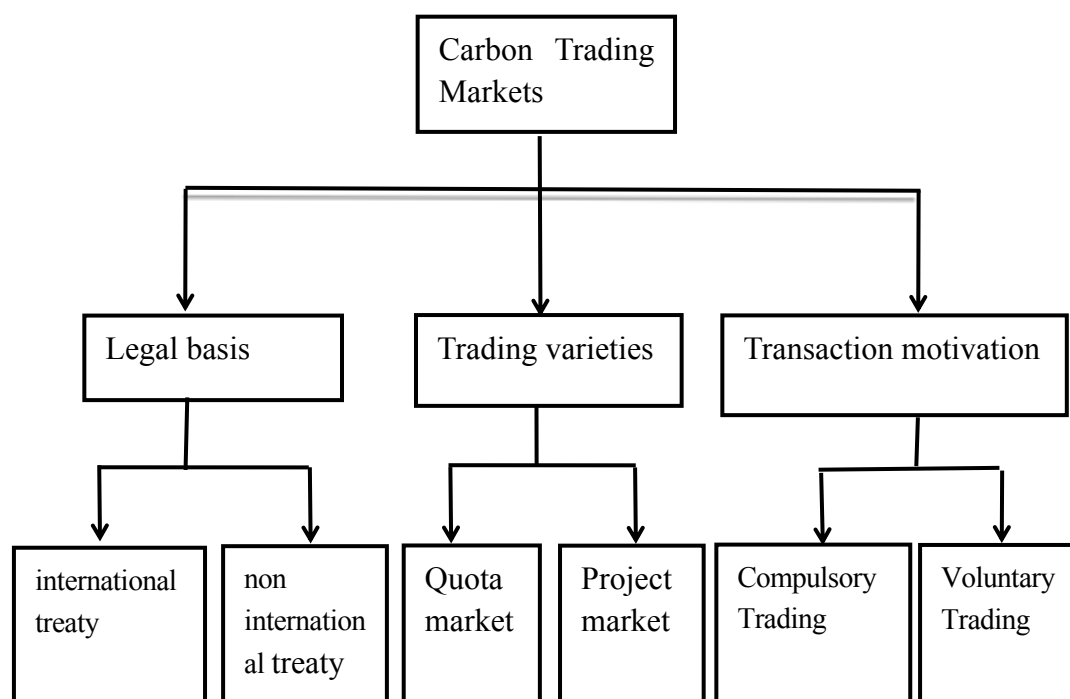 Carbon Trading
Markets
Legal basis
Trading varieties
Transaction motivation
international
treaty
non
internation
al treaty
Quota
market
Project
market
Compulsory
Trading
Voluntary
Trading